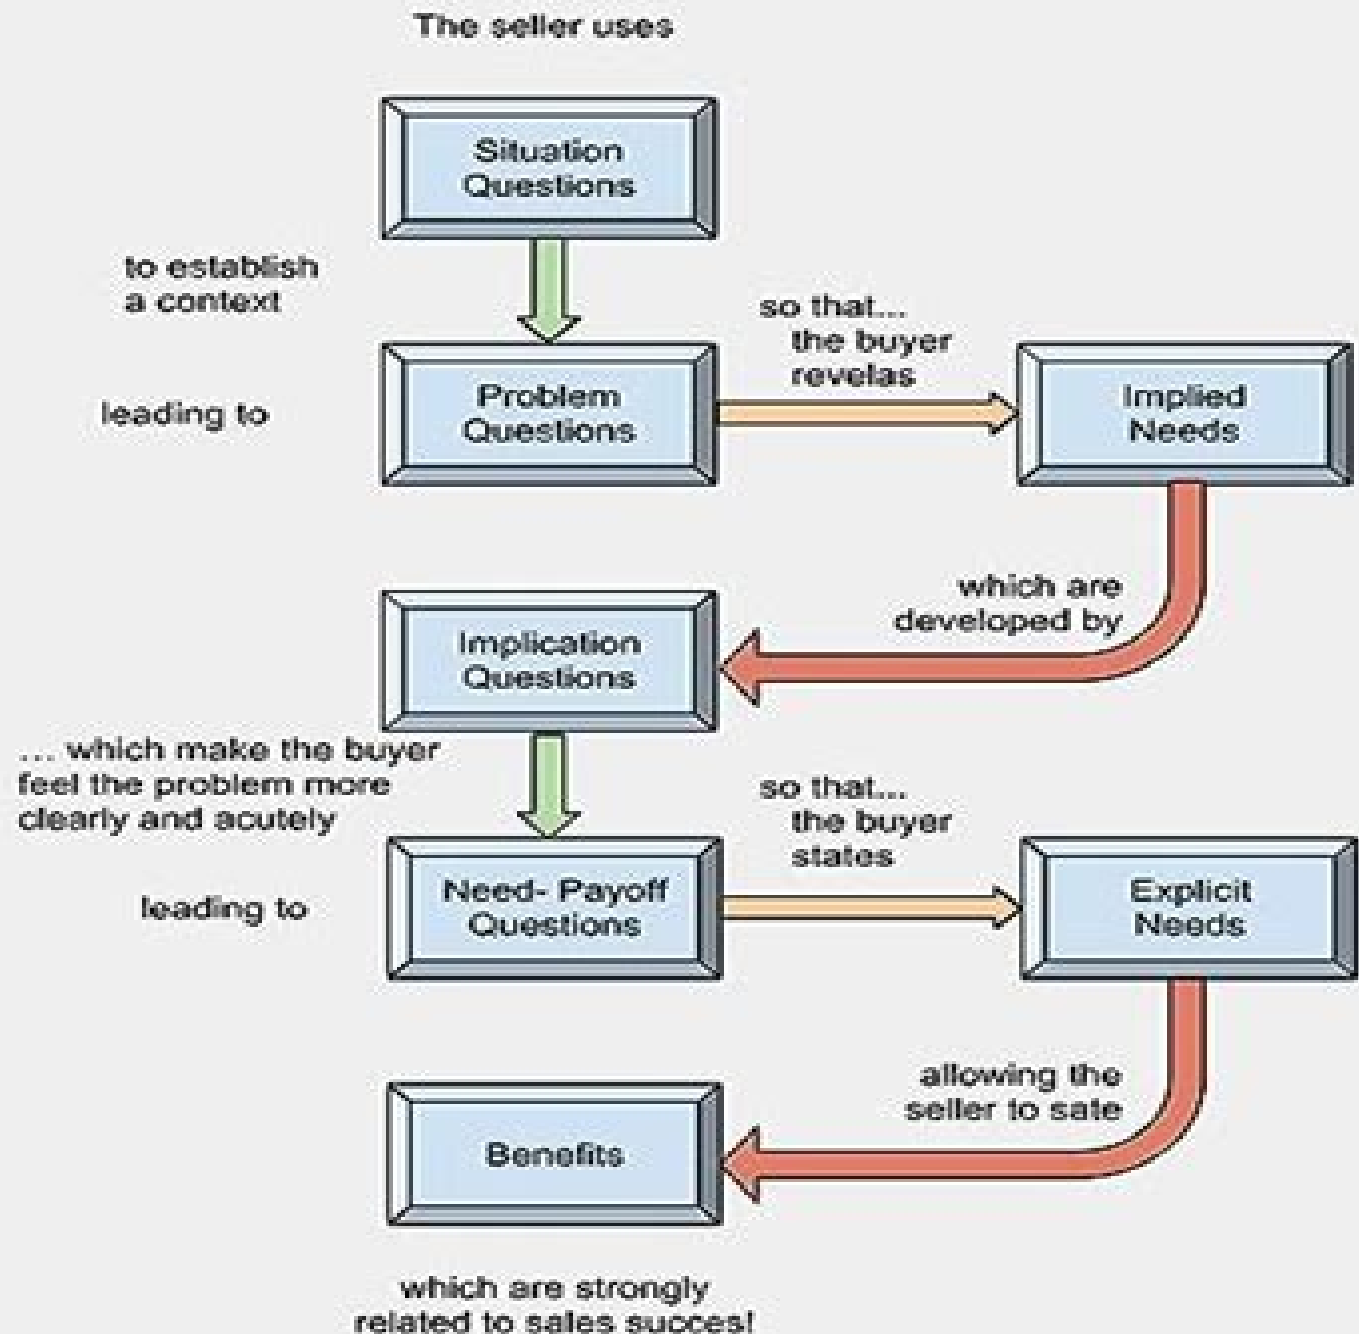 The seller uses
Situation
Questions
to establish
a context
so that...
the buyer
revelas
leading to
Problem
Questions
Implied
Needs
which are
developed by
Implication
Questions
... which make the buyer
feel the problem more
clearly and acutely
so that...
the buyer
states
leading to
Need- Payoff
Questions
Explicit
Needs
allowing the
seller to sate
Benefits
which are strongly
related to sales succes!